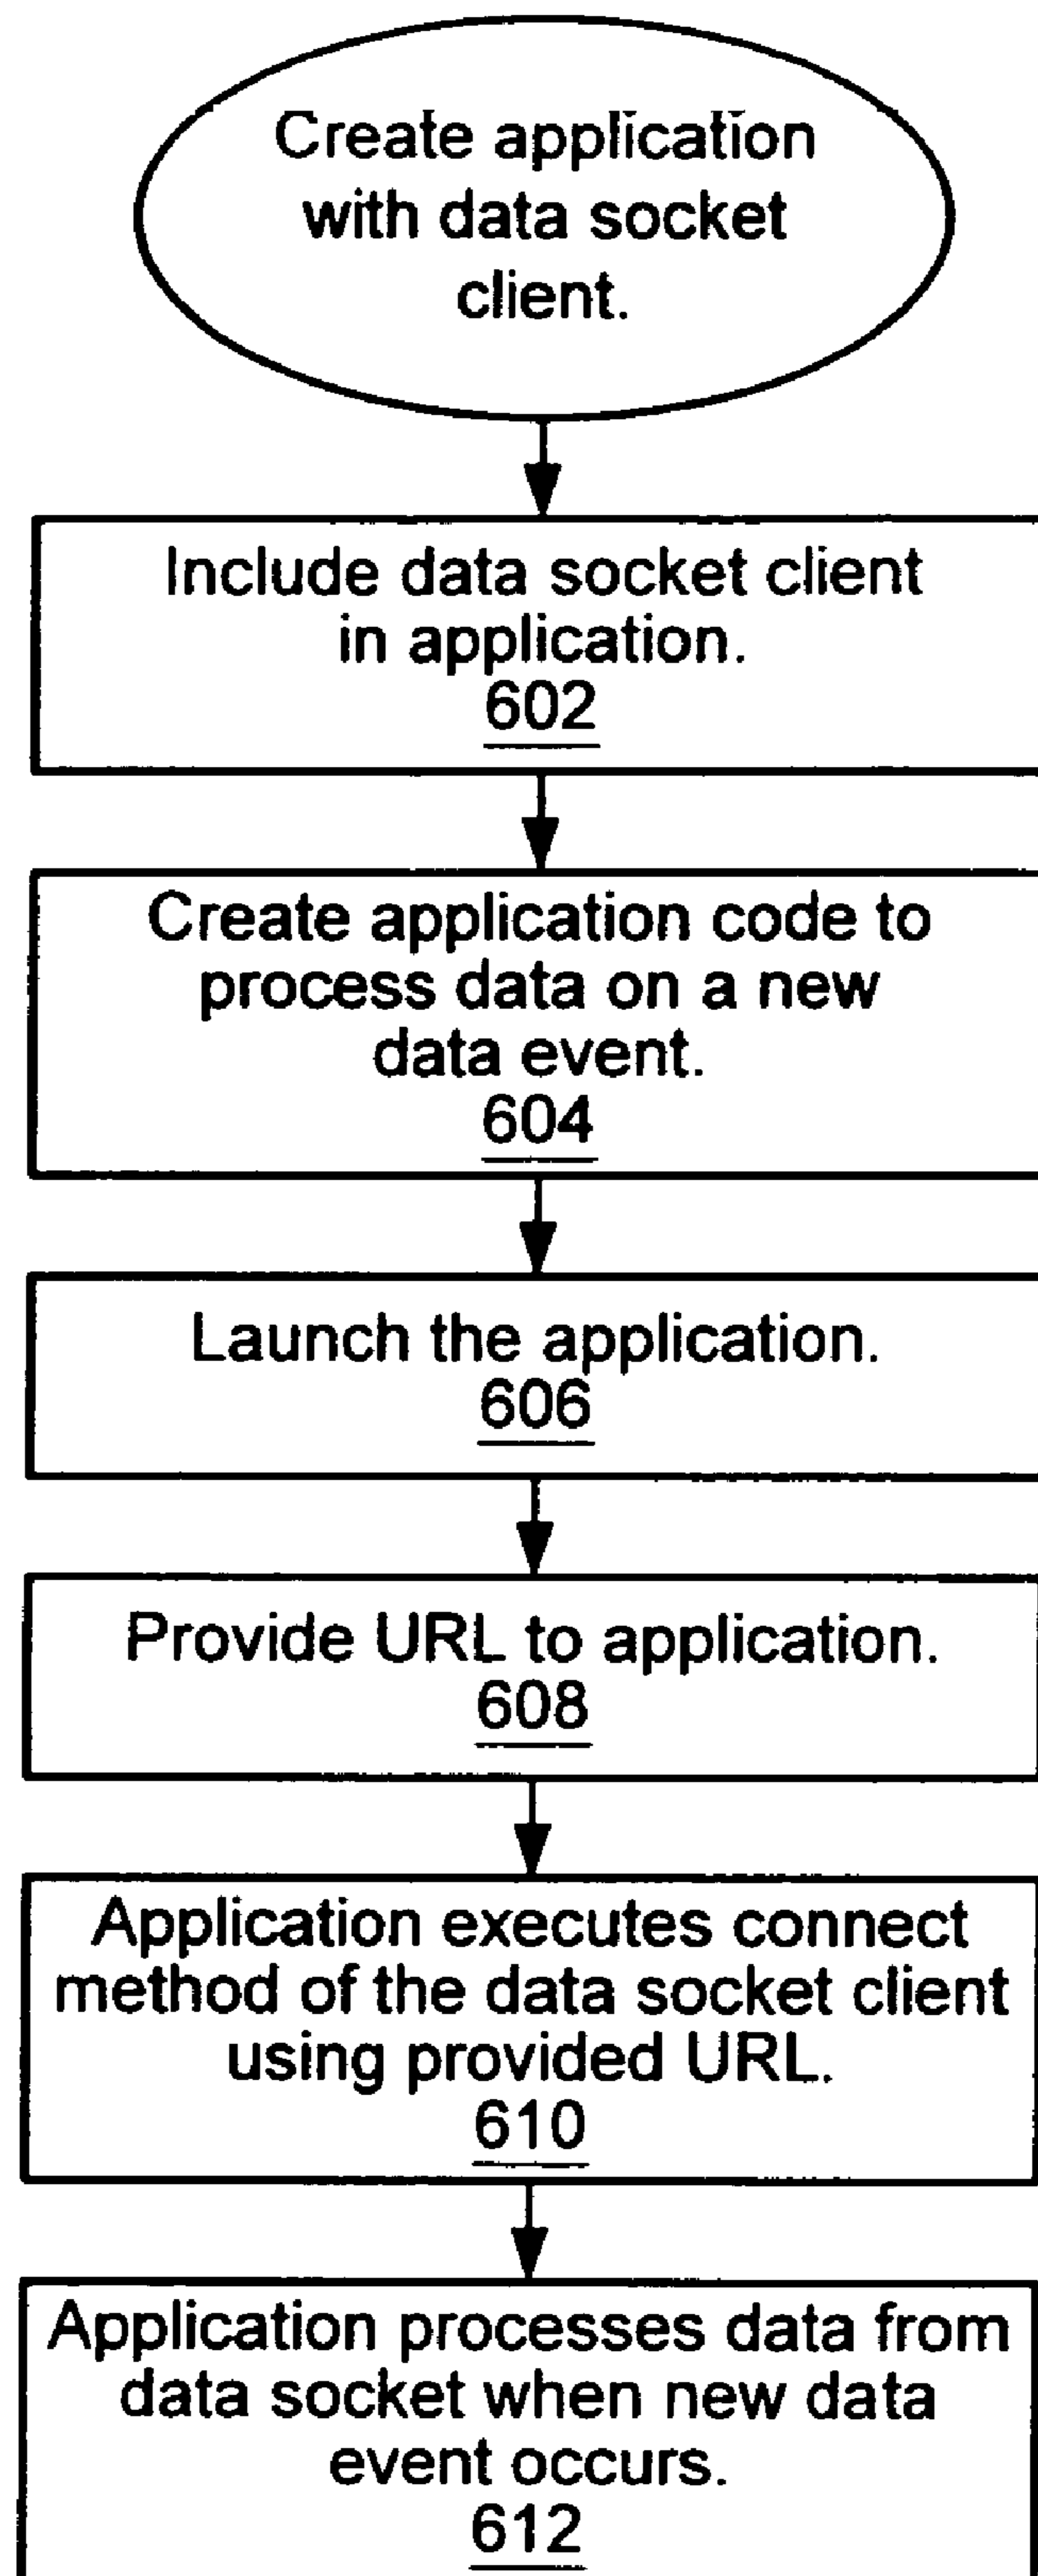 Create application
with data socket
client.
Include data socket client
in application.
602
Create application code to
process data on a new
data event.
604
Launch the application.
606
Provide URL to application.
608
Application executes connect
method of the data socket client
using provided URL.
610
Application processes data from
data socket when new data
event occurs.
612